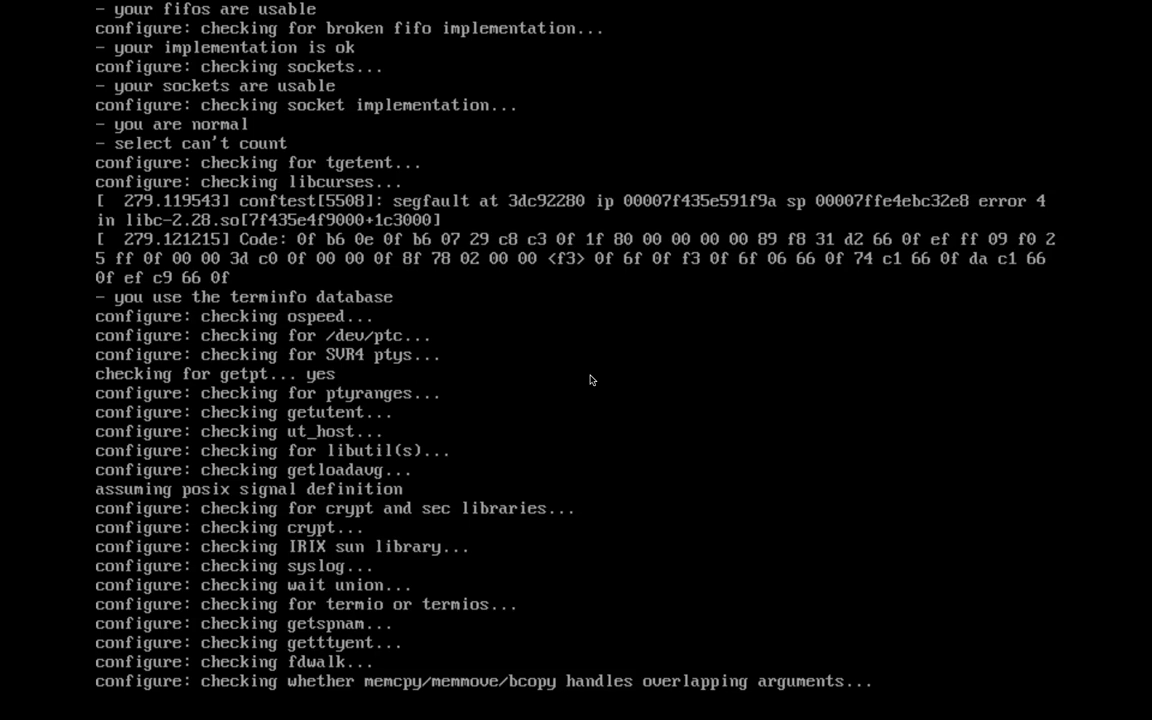 - your fifos are usable
configure: checking for broken fifo implementation...
- your implementation is ok
configure: checking sockets...
- your sockets are usable
configure: checking socket implementation...
- you are normal
- select can't count
configure: checking for tgetent...
configure: checking libcurses...
[  279.119543] conftest[5508]: segfault at 3dc92280 ip 00007f435e591f9a sp 00007ffe4ebc32e8 error 4
in libc-2.28.so[7f435e4f9000+1c3000]
[  279.121215] Code: 0f b6 0e 0f b6 07 29 c8 c3 0f 1f 80 00 00 00 00 89 f8 31 d2 66 0f ef ff 09 f0 2
5 ff 0f 00 00 3d c0 0f 00 00 0f 8f 78 02 00 00 <f3> 0f 6f 0f f3 0f 6f 06 66 0f 74 c1 66 0f da c1 66
0f ef c9 66 0f
- you use the terminfo database
configure: checking ospeed...
configure: checking for /dev/ptc...
configure: checking for SVR4 ptys...
checking for getpt... yes
configure: checking for ptyranges...
configure: checking getutent...
configure: checking ut_host...
configure: checking for libutil(s)...
configure: checking getloadavg...
assuming posix signal definition
configure: checking for crypt and sec libraries...
configure: checking crypt...
configure: checking IRIX sun library...
configure: checking syslog...
configure: checking wait union...
configure: checking for termio or termios...
configure: checking getspnam...
configure: checking getttyent...
configure: checking fdwalk...
configure: checking whether memcpy/memmove/bcopy handles overlapping arguments...